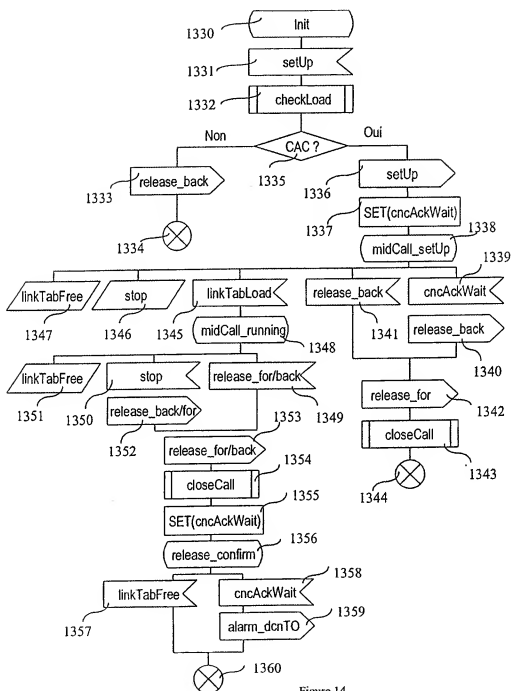 1330
Init
1331
setUp
1332
checkLoad
Non
CAC ?
Oui
1335
1333
release_back
1334
1336
setUp
1337
SET(cncAckWait)
1338
midCall_setUp
1339
linkTabFree
stop
linkTabLoad
release_back
cncAckWait
1347
1346
1345
1341
midCall_running
1348
release_back
1340
linkTabFree
stop
release_for/back
1351
1350
1349
release_back/for
1352
1353
release_for
1342
release_for/back
closeCall
1354
closeCall
1343
SET(cncAckWait)
1355
1344
release_confirm
1356
linkTabFree
cncAckWait
1358
1357
alarm_dcnTO
1359
1360
Figure 14